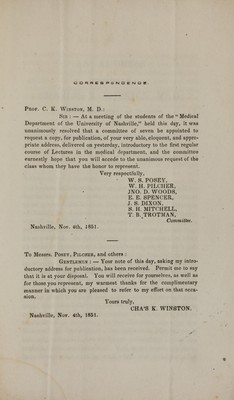 CORRESPONDENCE
Prof. C. K. Winston, M. D.:
Sir : — At a meeting of the students of the "Medical
Department of the University of Nashville," held this day, it was
unanimously resolved that a committee of seven be appointed to
request a copy, for publication, of your very able, eloquent, and appro-
priate address, delivered on yesterday, introductory to the first regular
course of Lectures in the medical department, and the committee
earnestly hope that you will accede to the unanimous request of the
class whom they have the honor to represent.
Very respectfully,
W. S. POSEY,
W. H. PILCHER,
JNO. D. WOODS,
E. E. SPENCER,
J. S. DIXON,
S. H. MITCHELL,
T. B. TROTMAN,
Committee.
Nashville, Nov. 4th, 1851.
To Messrs. Posey, Pilcher, and others :
Gentlemen : — Your note of this day, asking my intro-
ductory address for publication, has been received. Permit me to say
that it is at your disposal. You will receive for yourselves, as well as
for those you represent, my warmest thanks for the complimentary
manner in which you are pleased to refer to my effort on that occa-
sion.
Yours truly,
CHA'S K. WINSTON.
Nashville, Nov. 4th, 1851.